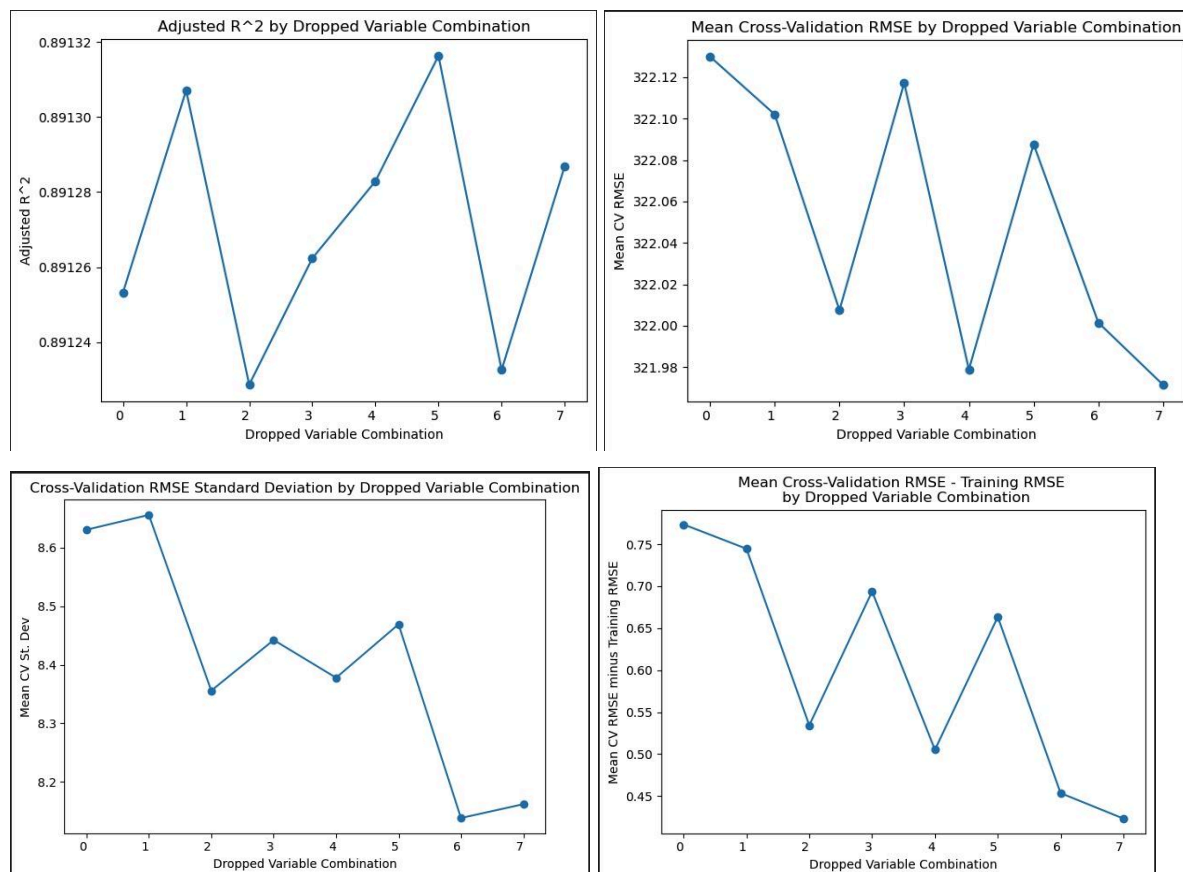 Adjusted R^2 by Dropped Variable Combination
0.89132
0.89130
0.89128
0.89126
0.89124
Adjusted R^2
0 1 2 3 4 5 6 7
Dropped Variable Combination
Mean Cross-Validation RMSE by Dropped Variable Combination
322.12
322.10
322.08
322.06
322.04
322.02
322.00
321.98
Mean CV RMSE
0 1 2 3 4 5 6 7
Dropped Variable Combination
Cross-Validation RMSE Standard Deviation by Dropped Variable Combination
8.6
8.5
8.4
8.3
8.2
Mean CV St. Dev
0 1 2 3 4 5 6 7
Dropped Variable Combination
Mean Cross-Validation RMSE - Training RMSE
by Dropped Variable Combination
0.75
0.70
0.65
0.60
0.55
0.50
0.45
Mean CV RMSE minus Training RMSE
0 1 2 3 4 5 6 7
Dropped Variable Combination